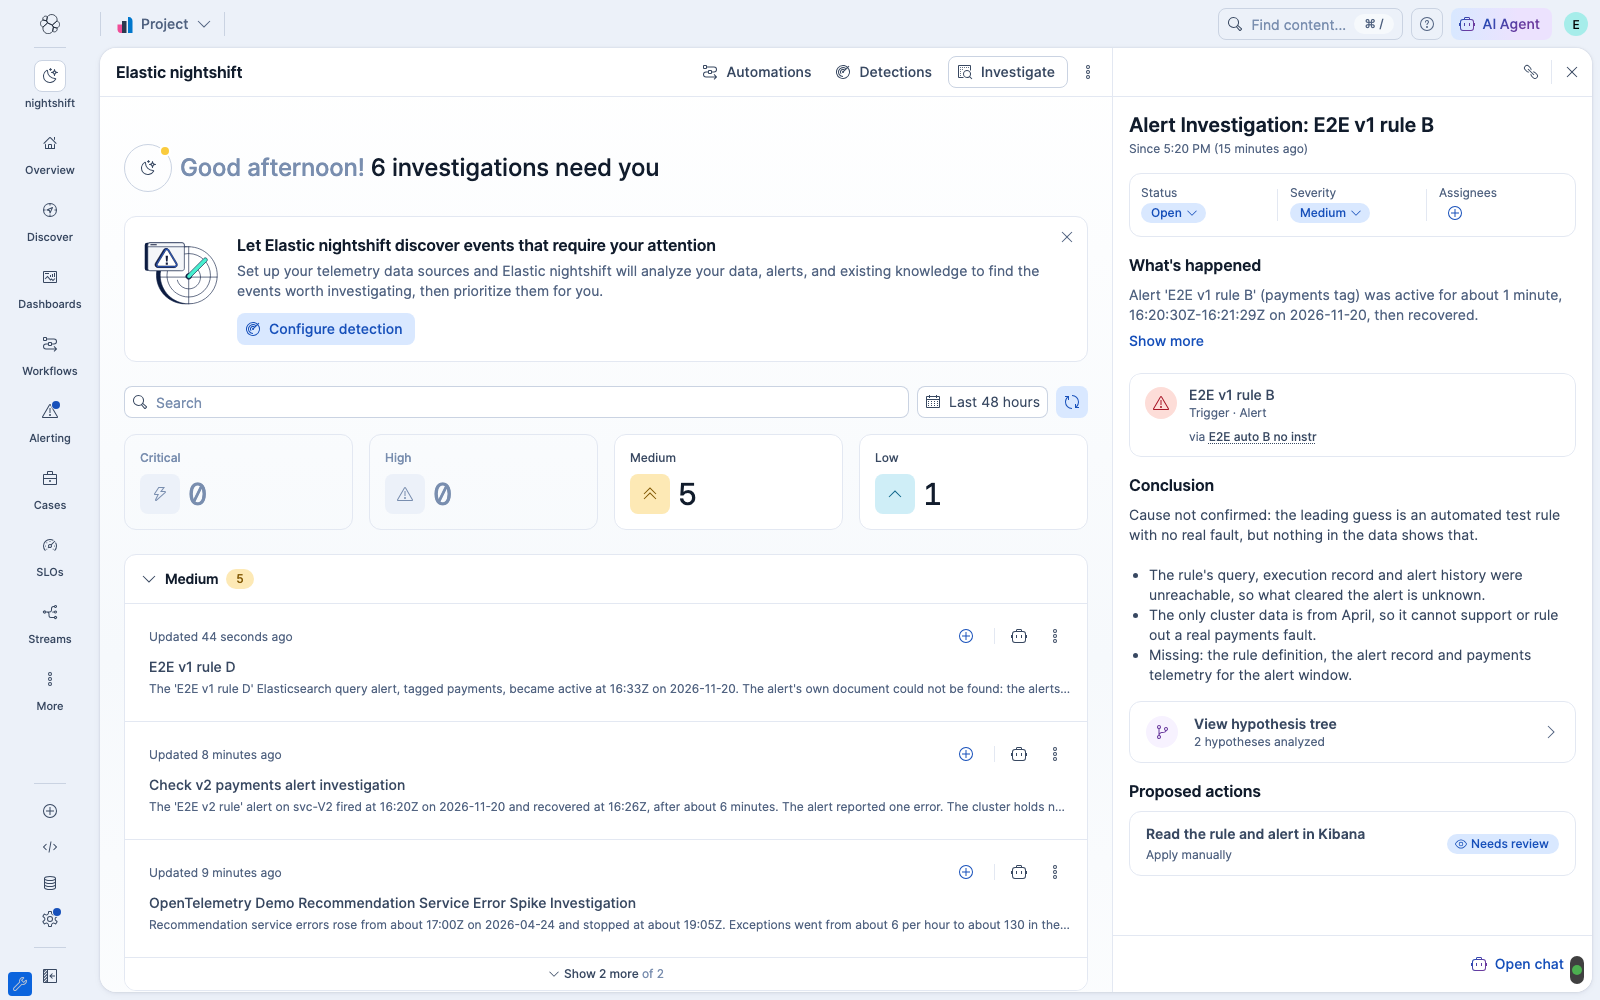 Project
Find content...
⌘ /
AI Agent
E
nightshift
Overview
Discover
Dashboards
Workflows
Alerting
Cases
SLOs
Streams
More
Elastic nightshift
Automations
Detections
Investigate
Good afternoon! 6 investigations need you
Let Elastic nightshift discover events that require your attention
Set up your telemetry data sources and Elastic nightshift will analyze your data, alerts, and existing knowledge to find the
events worth investigating, then prioritize them for you.
Configure detection
Search
Last 48 hours
Critical
0
High
0
Medium
5
Low
1
Medium 5
Updated 44 seconds ago
E2E v1 rule D
The 'E2E v1 rule D' Elasticsearch query alert, tagged payments, became active at 16:33Z on 2026-11-20. The alert's own document could not be found: the alerts...
Updated 8 minutes ago
Check v2 payments alert investigation
The 'E2E v2 rule' alert on svc-V2 fired at 16:20Z on 2026-11-20 and recovered at 16:26Z, after about 6 minutes. The alert reported one error. The cluster holds n...
Updated 9 minutes ago
OpenTelemetry Demo Recommendation Service Error Spike Investigation
Recommendation service errors rose from about 17:00Z on 2026-04-24 and stopped at about 19:05Z. Exceptions went from about 6 per hour to about 130 in the...
Show 2 more of 2
Alert Investigation: E2E v1 rule B
Since 5:20 PM (15 minutes ago)
Status
Open
Severity
Medium
Assignees
What's happened
Alert 'E2E v1 rule B' (payments tag) was active for about 1 minute,
16:20:30Z-16:21:29Z on 2026-11-20, then recovered.
Show more
E2E v1 rule B
Trigger · Alert
via E2E auto B no instr
Conclusion
Cause not confirmed: the leading guess is an automated test rule
with no real fault, but nothing in the data shows that.
• The rule's query, execution record and alert history were
unreachable, so what cleared the alert is unknown.
• The only cluster data is from April, so it cannot support or rule
out a real payments fault.
• Missing: the rule definition, the alert record and payments
telemetry for the alert window.
View hypothesis tree
2 hypotheses analyzed
Proposed actions
Read the rule and alert in Kibana
Apply manually
Needs review
Open chat